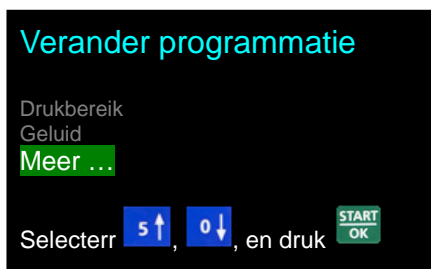 Verander programmatie
Drukbereik
Geluid
Meer …
Selecterr 5↑, 0↓, en druk START OK